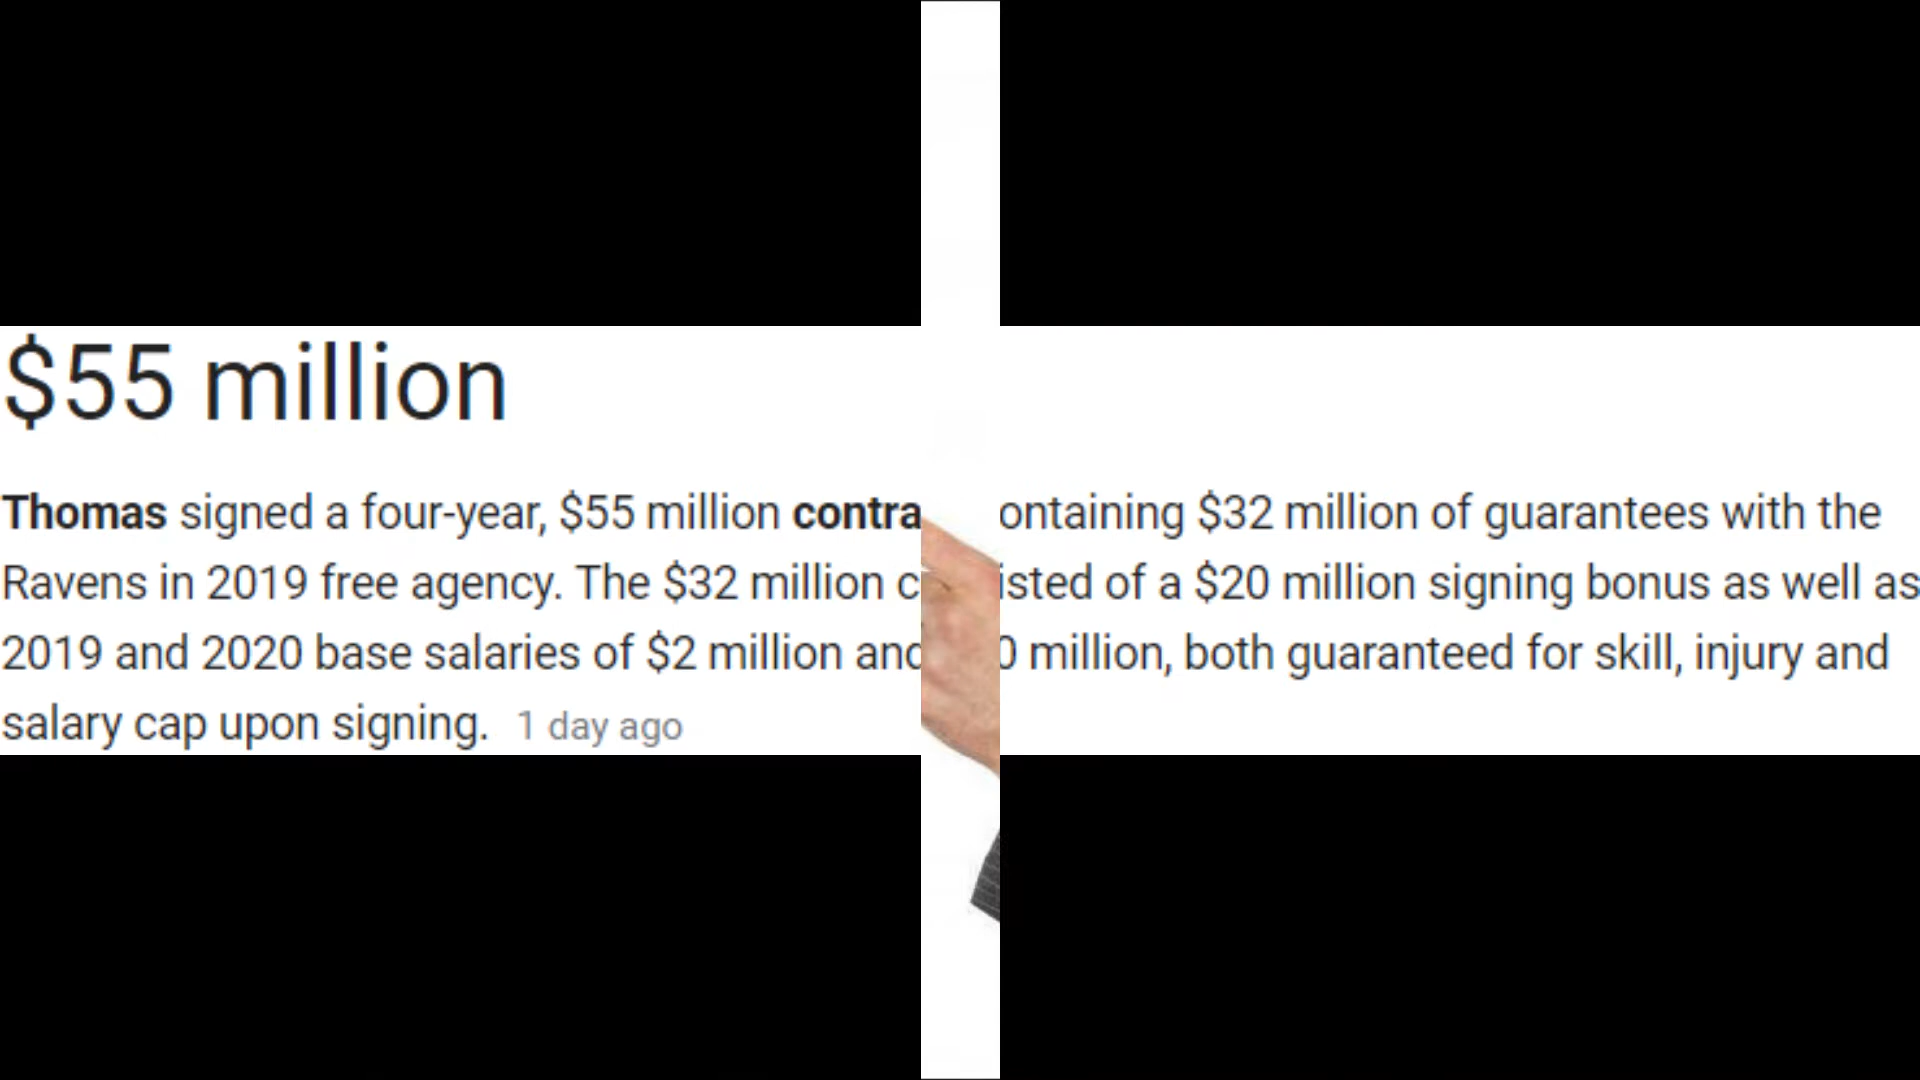 $55 million
Thomas signed a four-year, $55 million contra ontaining $32 million of guarantees with the
Ravens in 2019 free agency. The $32 million c isted of a $20 million signing bonus as well as
2019 and 2020 base salaries of $2 million and 0 million, both guaranteed for skill, injury and
salary cap upon signing. 1 day ago